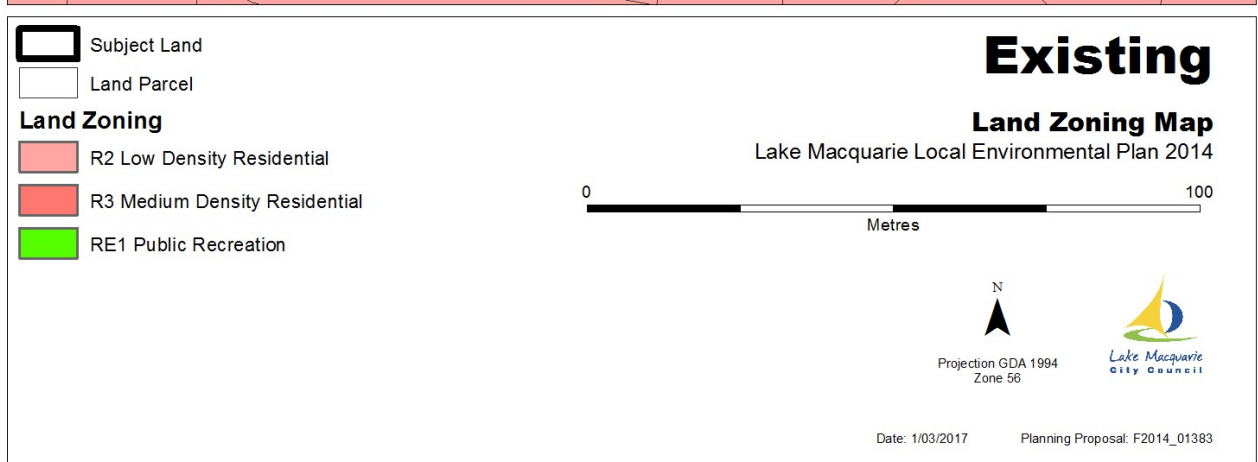 Subject Land
Land Parcel
Land Zoning
R2 Low Density Residential
R3 Medium Density Residential
RE1 Public Recreation
Existing
Land Zoning Map
Lake Macquarie Local Environmental Plan 2014
0 100
Metres
N
Projection GDA 1994
Zone 56
Lake Macquarie
City Council
Date: 1/03/2017 Planning Proposal: F2014_01383